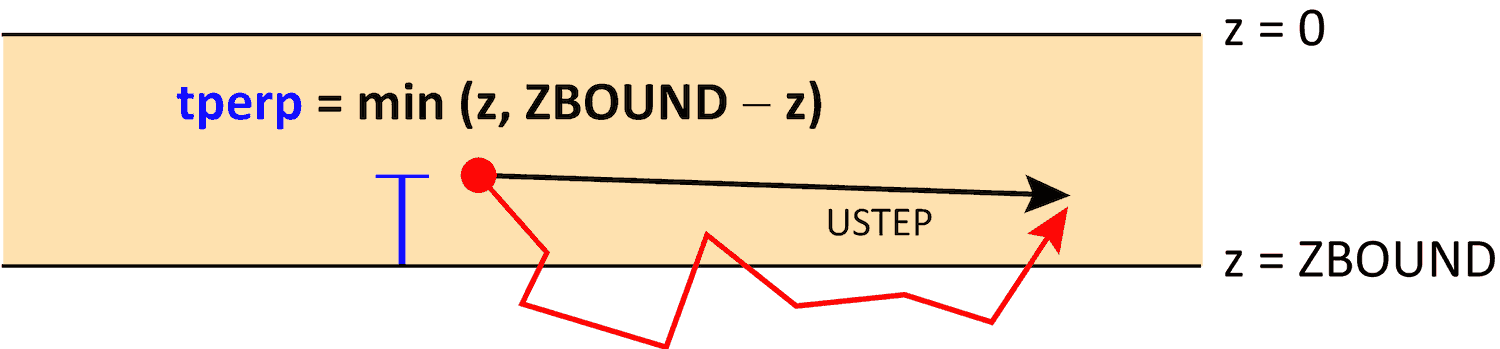 z = 0
tperp = min (z, ZBOUND – z)
USTEP
z = ZBOUND